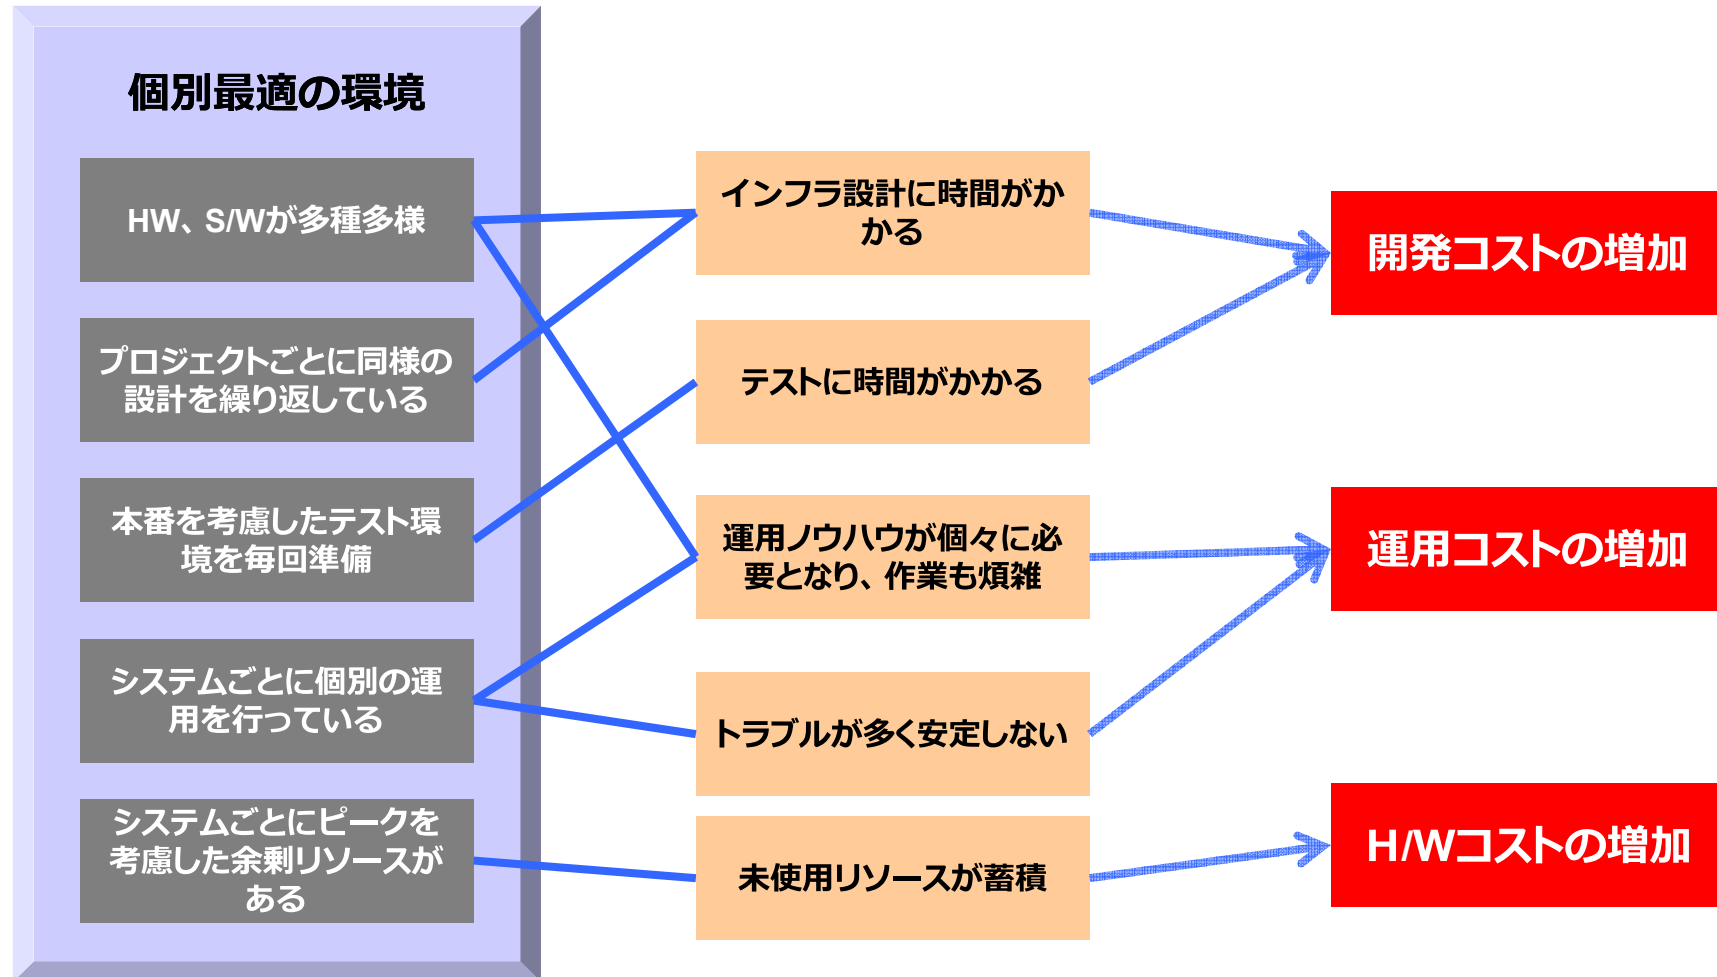 個別最適の環境
HW、S/Wが多種多様
プロジェクトごとに同様の
設計を繰り返している
本番を考慮したテスト環
境を毎回準備
システムごとに個別の運
用を行っている
システムごとにピークを
考慮した余剰リソースが
ある
インフラ設計に時間がか
かる
テストに時間がかかる
運用ノウハウが個々に必
要となり、作業も煩雑
トラブルが多く安定しない
未使用リソースが蓄積
開発コストの増加
運用コストの増加
H/Wコストの増加